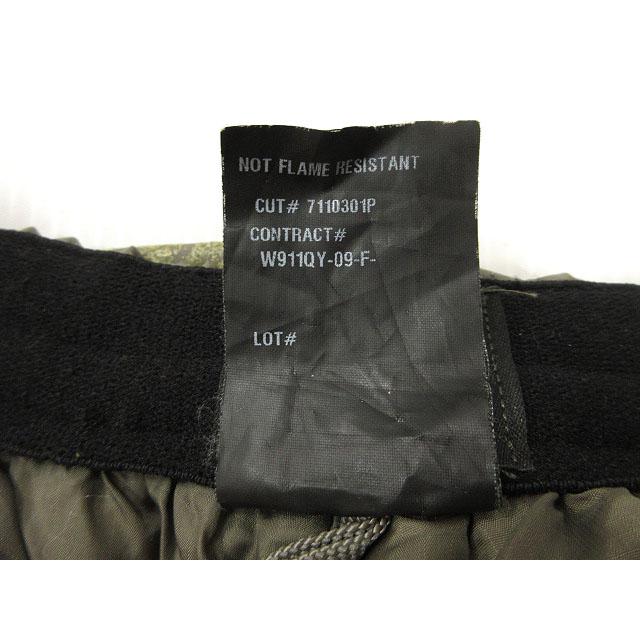 NOT FLAME RESISTANT
CUT# 7110301P
CONTRACT#
W911QY-09-F-
LOT#